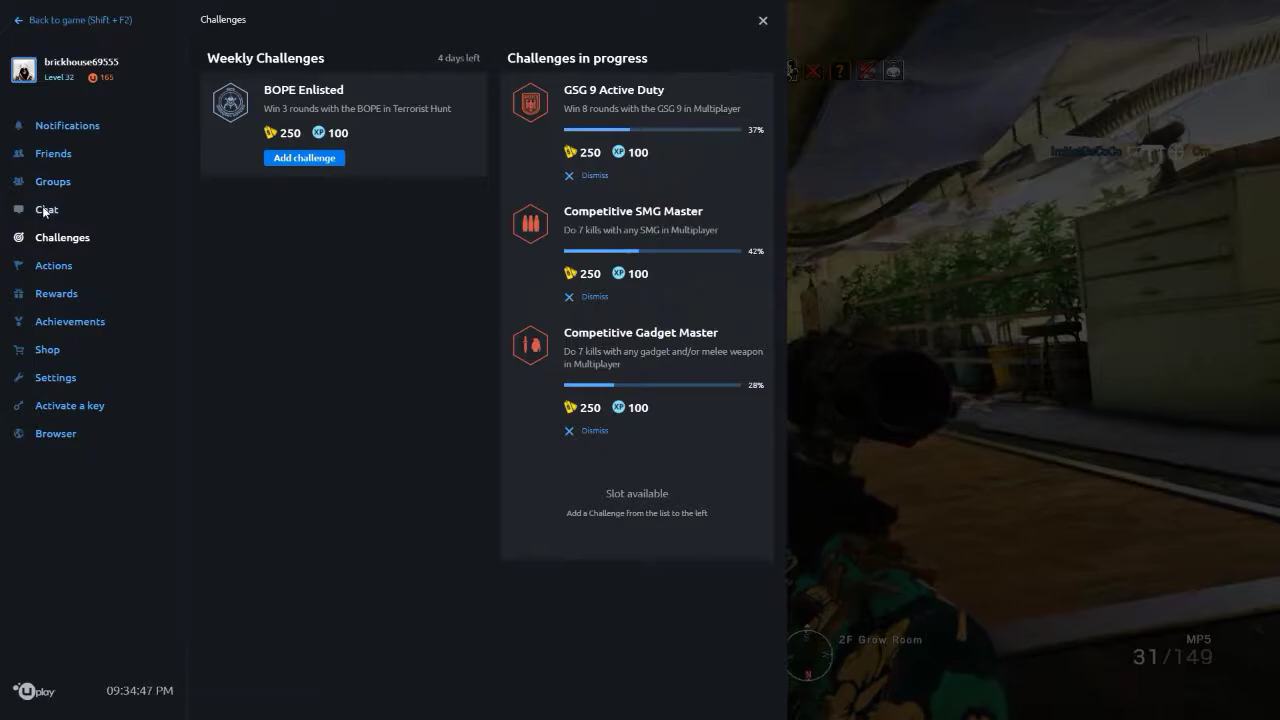 Back to game (Shift + F2)
Challenges
brickhouse69555
Level 32 165
Notifications
Friends
Groups
Chat
Challenges
Actions
Rewards
Achievements
Shop
Settings
Activate a key
Browser
uplay
09:34:47 PM
Weekly Challenges 4 days left
BOPE Enlisted
Win 3 rounds with the BOPE in Terrorist Hunt
250 XP 100
Add challenge
Challenges in progress
GSG 9 Active Duty
Win 8 rounds with the GSG 9 in Multiplayer
37%
250 XP 100
Dismiss
Competitive SMG Master
Do 7 kills with any SMG in Multiplayer
42%
250 XP 100
Dismiss
Competitive Gadget Master
Do 7 kills with any gadget and/or melee weapon
in Multiplayer
28%
250 XP 100
Dismiss
Slot available
Add a Challenge from the list to the left
?
2F Grow Room
N
MP5
31/149